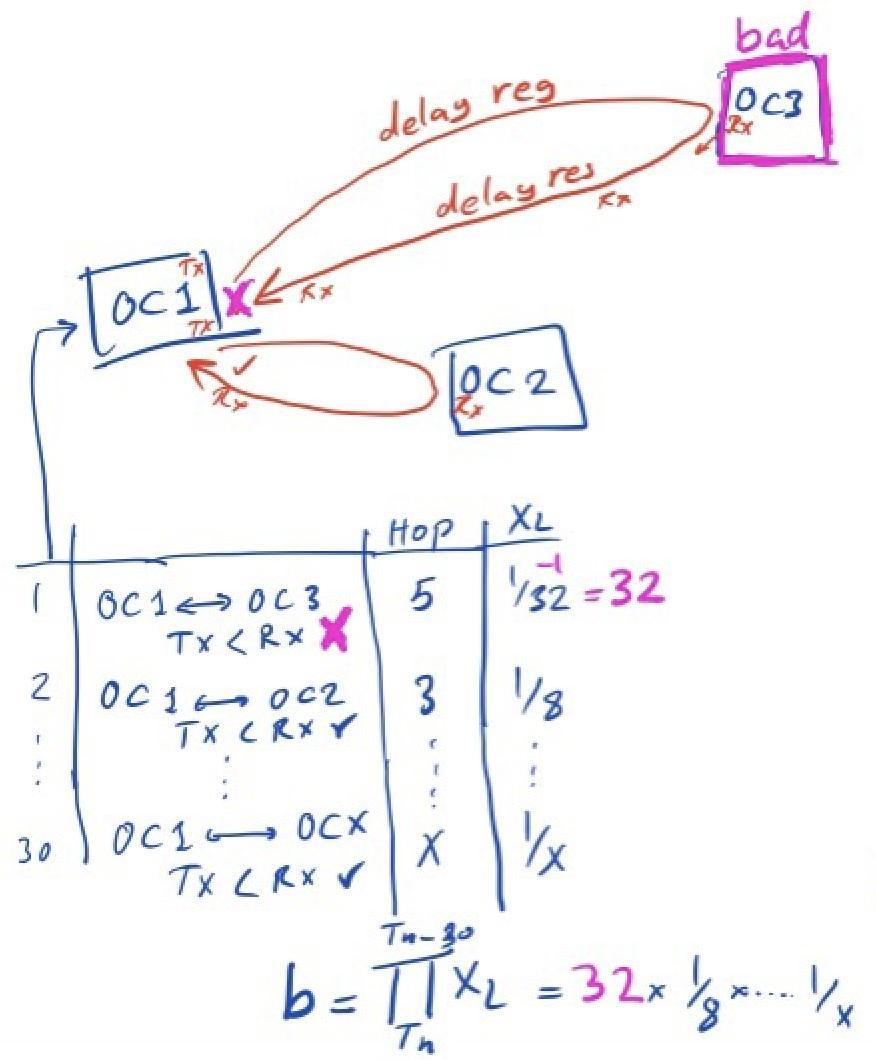 bad
OC3
Rx
delay reg
delay res
Rx
Tx
OC1 X
Rx
Tx
✓
Rx
OC2
Rx
Hop XL
1 OC1 ↔ OC3 5 1/32 -1 = 32
Tx < Rx X
2 OC1 ↔ OC2 3 1/8
Tx < Rx ✓
⋮ ⋮ ⋮ ⋮
30 OC1 ↔ OCX X 1/X
Tx < Rx ✓
Tn-30
b = ∏ XL = 32 x 1/8 x .... 1/x
Tn